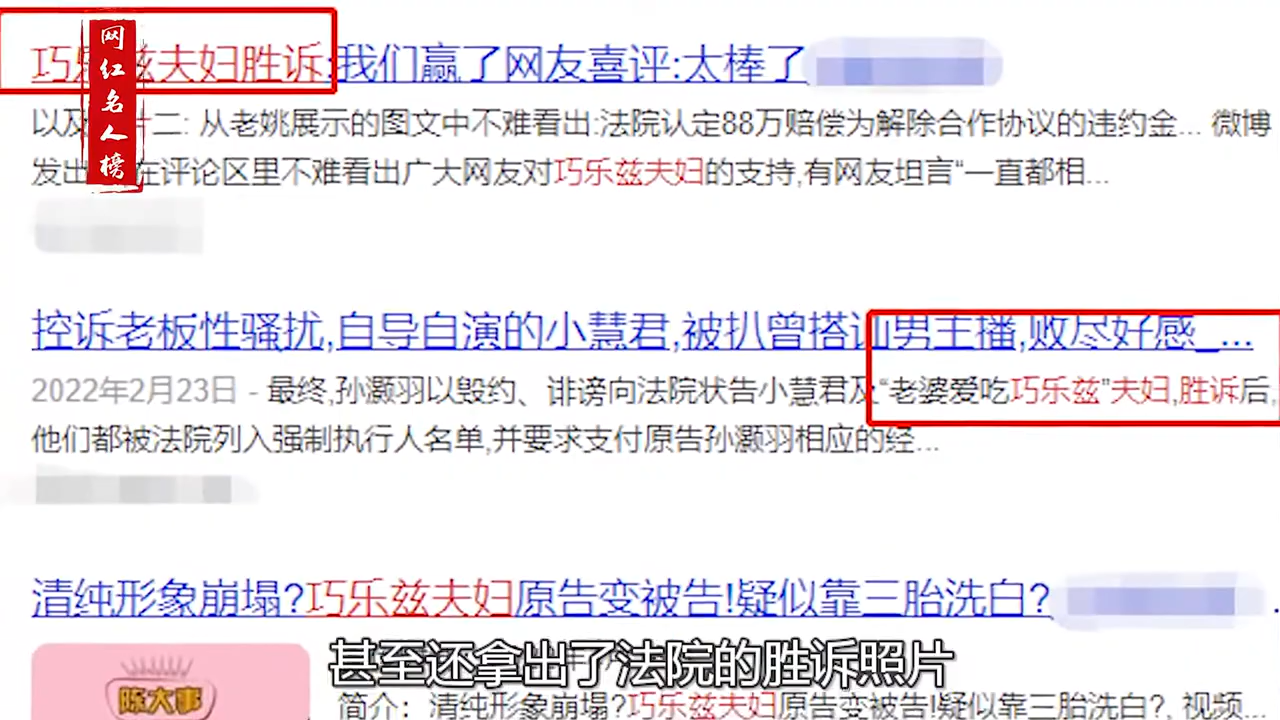 网红名人榜
巧乐兹夫妇胜诉:我们赢了网友喜评:太棒了
以及 十二: 从老姚展示的图文中不难看出:法院认定88万赔偿为解除合作协议的违约金... 微博
发出 在评论区里不难看出广大网友对巧乐兹夫妇的支持,有网友坦言“一直都相...
控诉老板性骚扰,自导自演的小慧君,被扒曾搭讪男主播,败尽好感_...
2022年2月23日 - 最终,孙灏羽以毁约、诽谤向法院状告小慧君及“老婆爱吃巧乐兹”夫妇,胜诉后,
他们都被法院列入强制执行人名单,并要求支付原告孙灏羽相应的经...
清纯形象崩塌?巧乐兹夫妇原告变被告!疑似靠三胎洗白?
陈大事
甚至还拿出了法院的胜诉照片
简介: 清纯形象崩塌?巧乐兹夫妇原告变被告!疑似靠三胎洗白?, 视频...